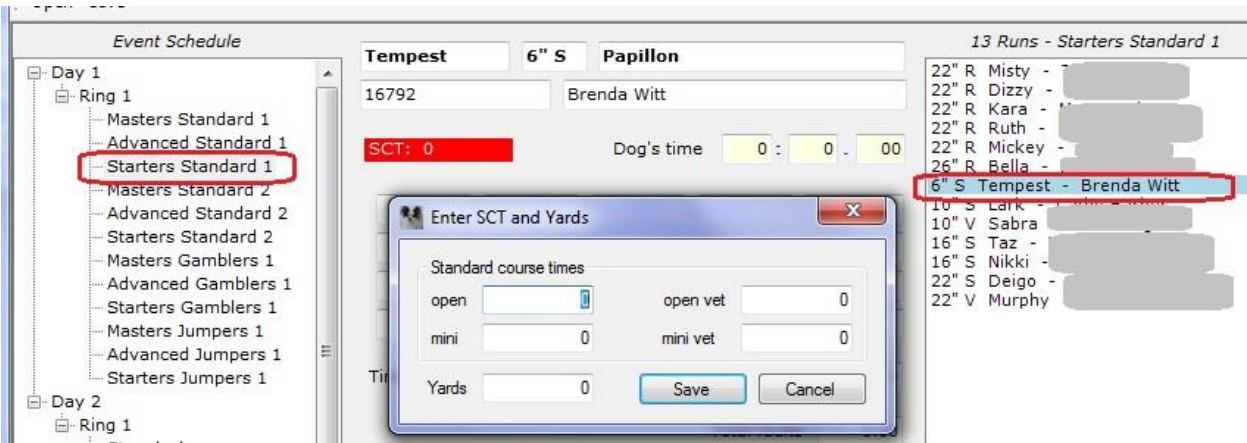 Event Schedule
Day 1
Ring 1
Masters Standard 1
Advanced Standard 1
Starters Standard 1
Masters Standard 2
Advanced Standard 2
Starters Standard 2
Masters Gamblers 1
Advanced Gamblers 1
Starters Gamblers 1
Masters Jumpers 1
Advanced Jumpers 1
Starters Jumpers 1
Day 2
Ring 1
Tempest 6" S Papillon
16792 Brenda Witt
SCT: 0 Dog's time 0 : 0 . 00
Enter SCT and Yards
Standard course times
open 0 open vet 0
mini 0 mini vet 0
Yards 0 Save Cancel
13 Runs - Starters Standard 1
22" R Misty -
22" R Dizzy -
22" R Kara -
22" R Ruth -
22" R Mickey -
26" R Bella -
6" S Tempest - Brenda Witt
10" S Lark -
10" V Sabra
16" S Taz -
16" S Nikki -
22" S Deigo -
22" V Murphy